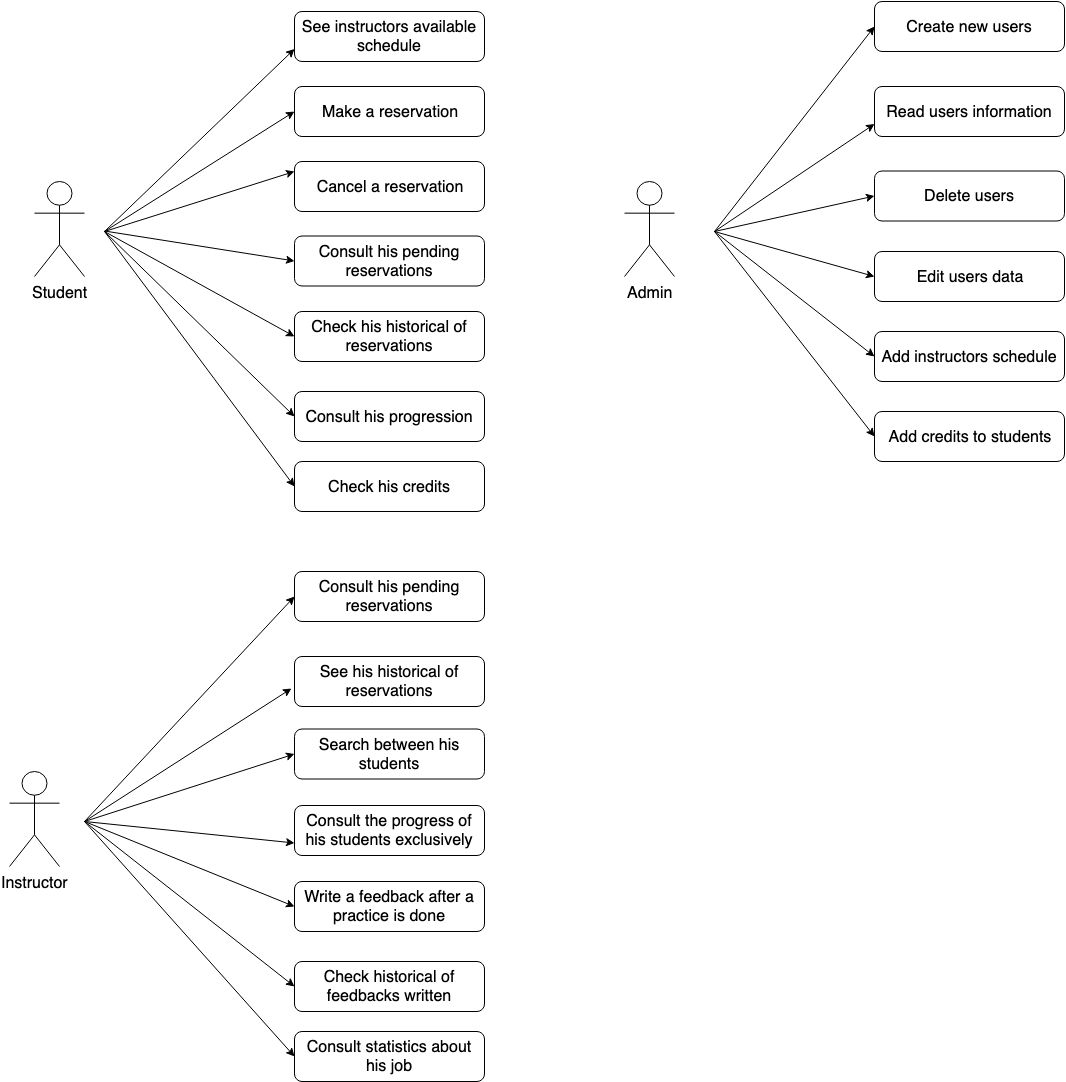 See instructors available
schedule
Make a reservation
Cancel a reservation
Consult his pending
reservations
Check his historical of
reservations
Consult his progression
Check his credits
Student
Create new users
Read users information
Delete users
Edit users data
Add instructors schedule
Add credits to students
Admin
Consult his pending
reservations
See his historical of
reservations
Search between his
students
Consult the progress of
his students exclusively
Write a feedback after a
practice is done
Check historical of
feedbacks written
Consult statistics about
his job
Instructor